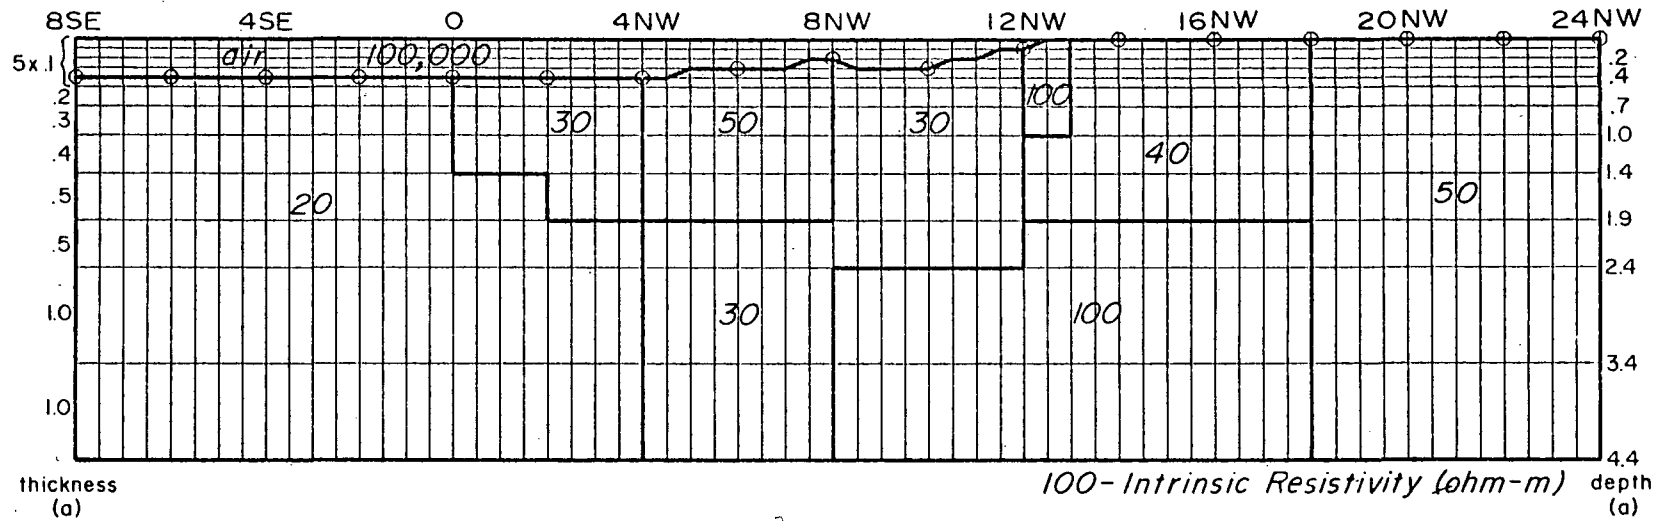 8SE 4SE 0 4NW 8NW 12NW 16NW 20NW 24NW
5x.1{ air 100,000 .2
.4
.2 100 .7
.3 30 50 30 1.0
.4 40 1.4
.5 20 50 1.9
.5 2.4
1.0 30 100 3.4
1.0 4.4
thickness
(a)
100-Intrinsic Resistivity (ohm-m)
depth
(a)